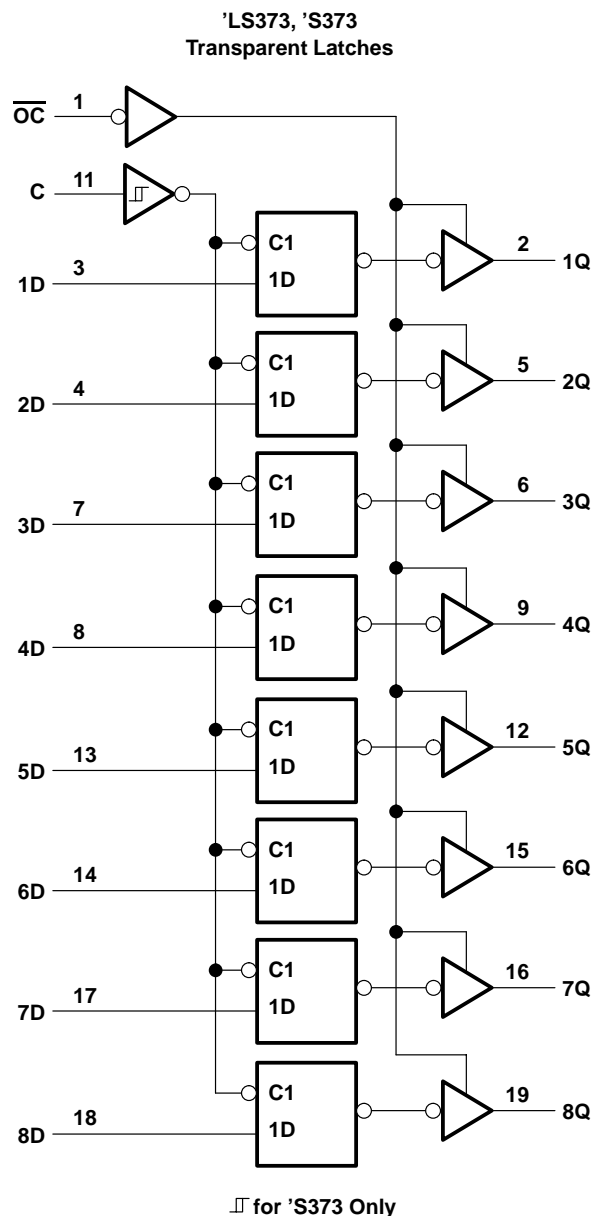 'LS373, 'S373
Transparent Latches
OC 1
C 11
C1 2 1Q
1D 3 1D
C1 5 2Q
2D 4 1D
C1 6 3Q
3D 7 1D
C1 9 4Q
4D 8 1D
C1 12 5Q
5D 13 1D
C1 15 6Q
6D 14 1D
C1 16 7Q
7D 17 1D
C1 19 8Q
8D 18 1D
for 'S373 Only